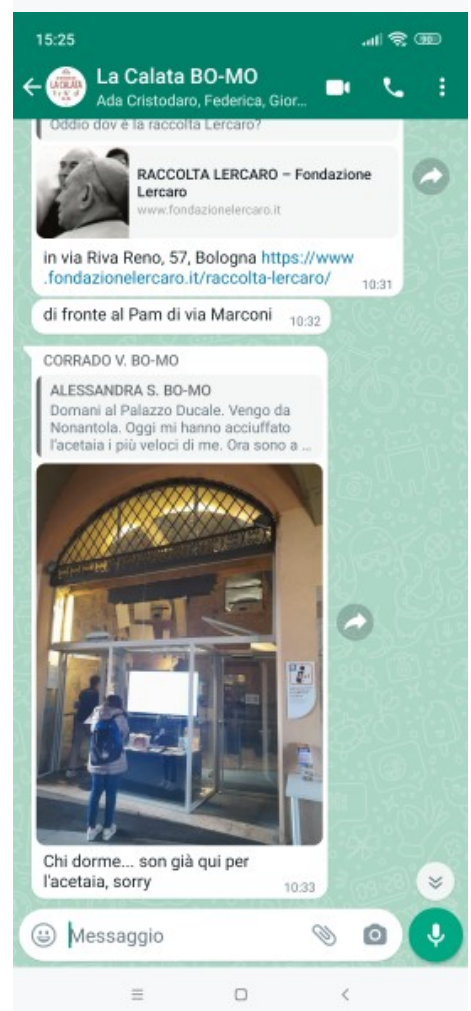 15:25
90
La Calata BO-MO
Ada Cristodaro, Federica, Gior...
Oddio dov'è la raccolta Lercaro?
RACCOLTA LERCARO – Fondazione
Lercaro
www.fondazionelercaro.it
in via Riva Reno, 57, Bologna https://www
.fondazionelercaro.it/raccolta-lercaro/ 10:31
di fronte al Pam di via Marconi 10:32
CORRADO V. BO-MO
ALESSANDRA S. BO-MO
Domani al Palazzo Ducale. Vengo da
Nonantola. Oggi mi hanno acciuffato
l'acetaia i più veloci di me. Ora sono a ...
Chi dorme... son già qui per
l'acetaia, sorry 10:33
Messaggio